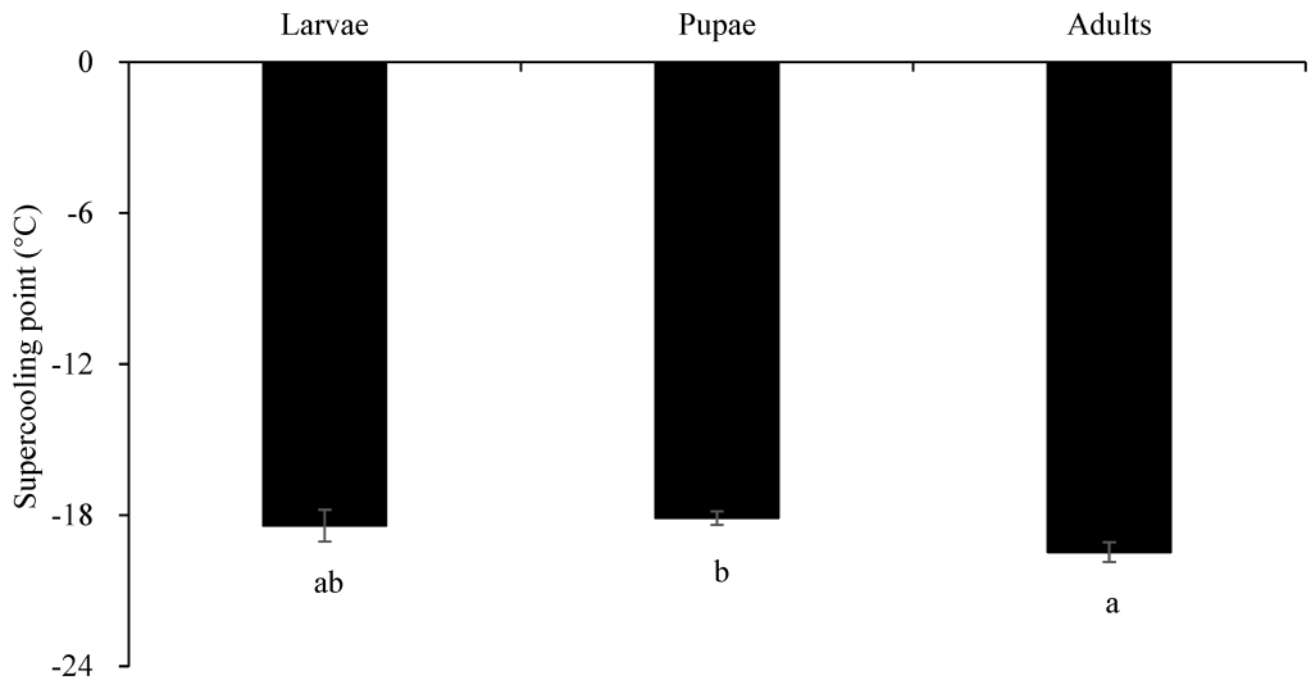 Larvae Pupae Adults
0
-6
-12
-18
-24
Supercooling point (°C)
ab b a